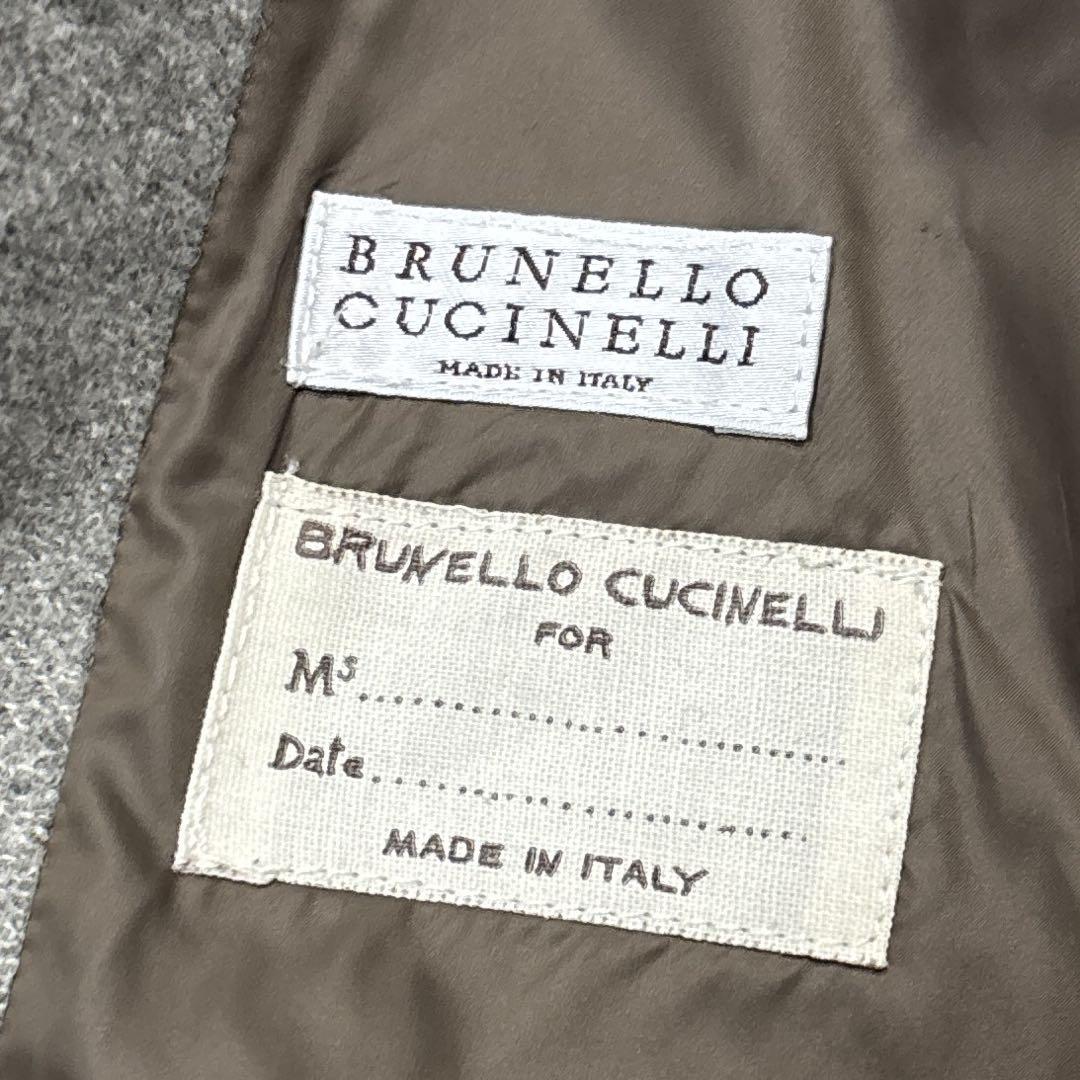 BRUNELLO
CUCINELLI
MADE IN ITALY
BRUNELLO CUCINELLI
FOR
Ms....................................
Date....................................
MADE IN ITALY